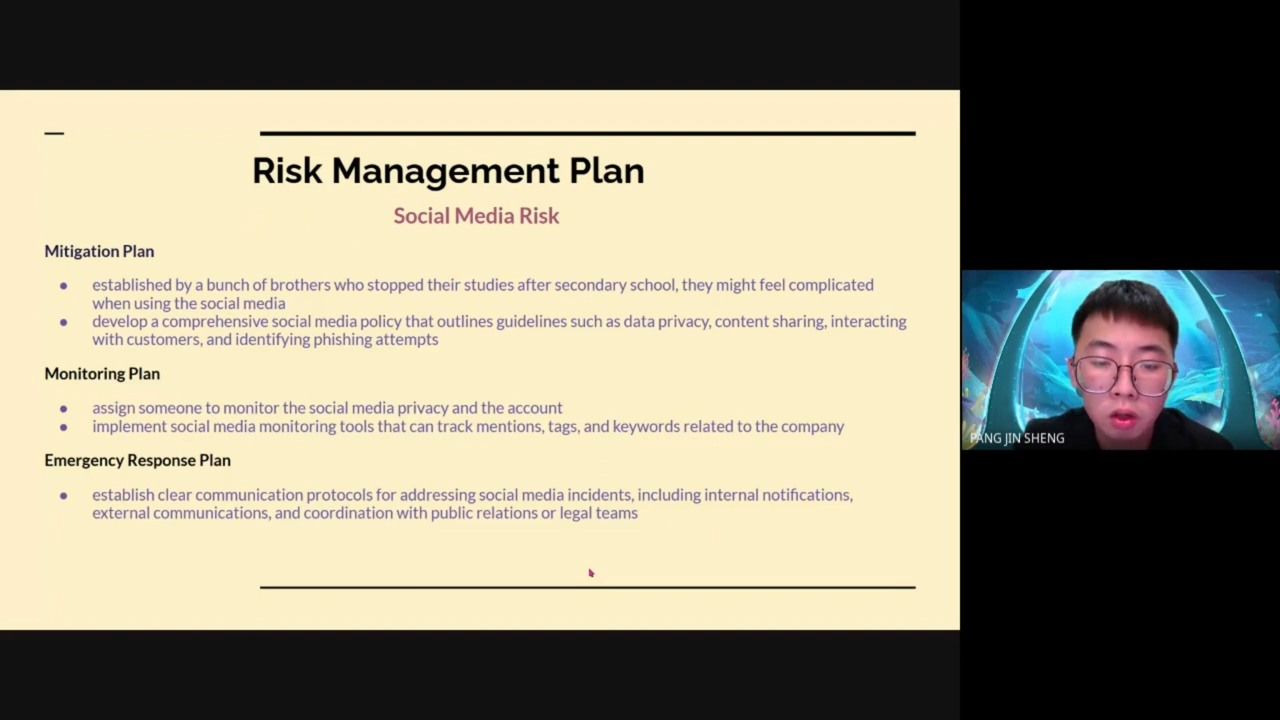 Risk Management Plan
Social Media Risk
Mitigation Plan
● established by a bunch of brothers who stopped their studies after secondary school, they might feel complicated
when using the social media
● develop a comprehensive social media policy that outlines guidelines such as data privacy, content sharing, interacting
with customers, and identifying phishing attempts
Monitoring Plan
● assign someone to monitor the social media privacy and the account
● implement social media monitoring tools that can track mentions, tags, and keywords related to the company
Emergency Response Plan
● establish clear communication protocols for addressing social media incidents, including internal notifications,
external communications, and coordination with public relations or legal teams
PANG JIN SHENG